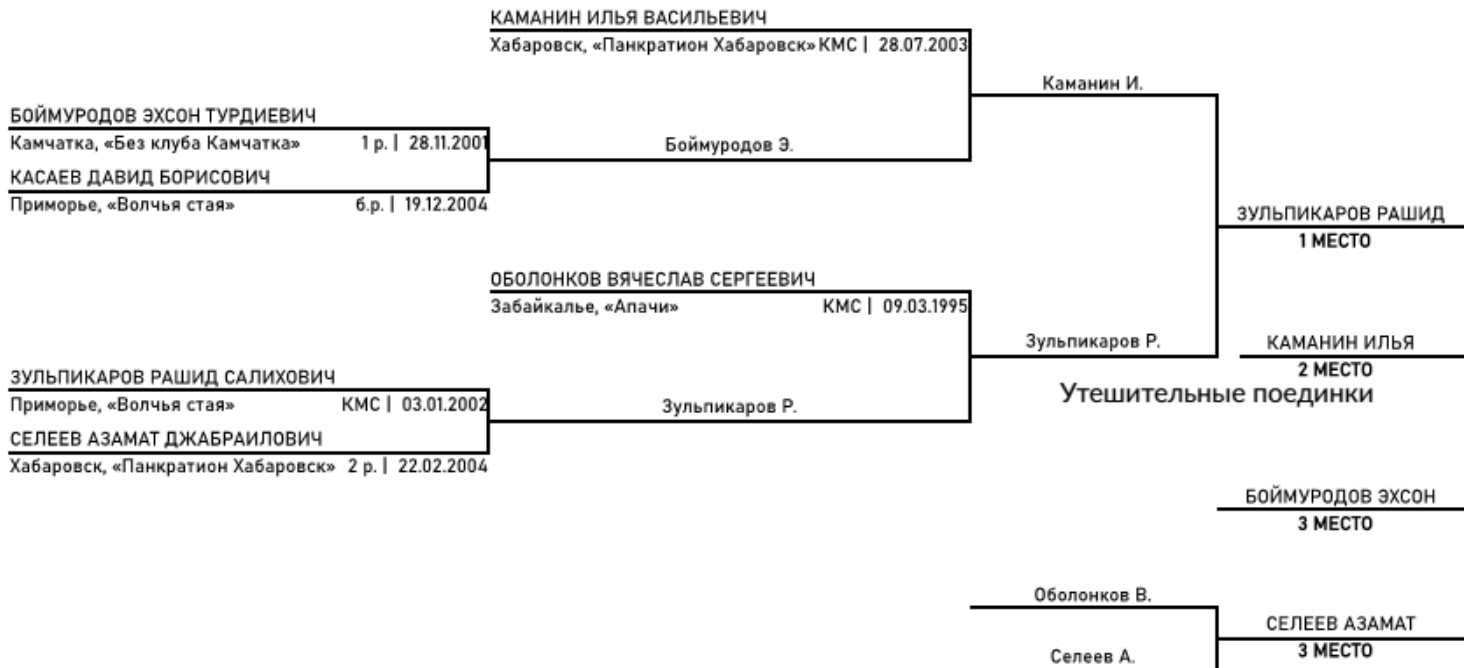 КАМАНИН ИЛЬЯ ВАСИЛЬЕВИЧ
Хабаровск, «Панкратион Хабаровск» КМС | 28.07.2003
Каманин И.
БОЙМУРОДОВ ЭХСОН ТУРДИЕВИЧ
Камчатка, «Без клуба Камчатка» 1 р. | 28.11.2001
Боймуродов Э.
КАСАЕВ ДАВИД БОРИСОВИЧ
Приморье, «Волчья стая» б.р. | 19.12.2004
ЗУЛЬПИКАРОВ РАШИД
1 МЕСТО
ОБОЛОНКОВ ВЯЧЕСЛАВ СЕРГЕЕВИЧ
Забайкалье, «Апачи» КМС | 09.03.1995
Зульпикаров Р.
КАМАНИН ИЛЬЯ
2 МЕСТО
ЗУЛЬПИКАРОВ РАШИД САЛИХОВИЧ
Приморье, «Волчья стая» КМС | 03.01.2002
Зульпикаров Р.
Утешительные поединки
СЕЛЕЕВ АЗАМАТ ДЖАБРАИЛОВИЧ
Хабаровск, «Панкратион Хабаровск» 2 р. | 22.02.2004
БОЙМУРОДОВ ЭХСОН
3 МЕСТО
Оболонков В.
СЕЛЕЕВ АЗАМАТ
3 МЕСТО
Селеев А.